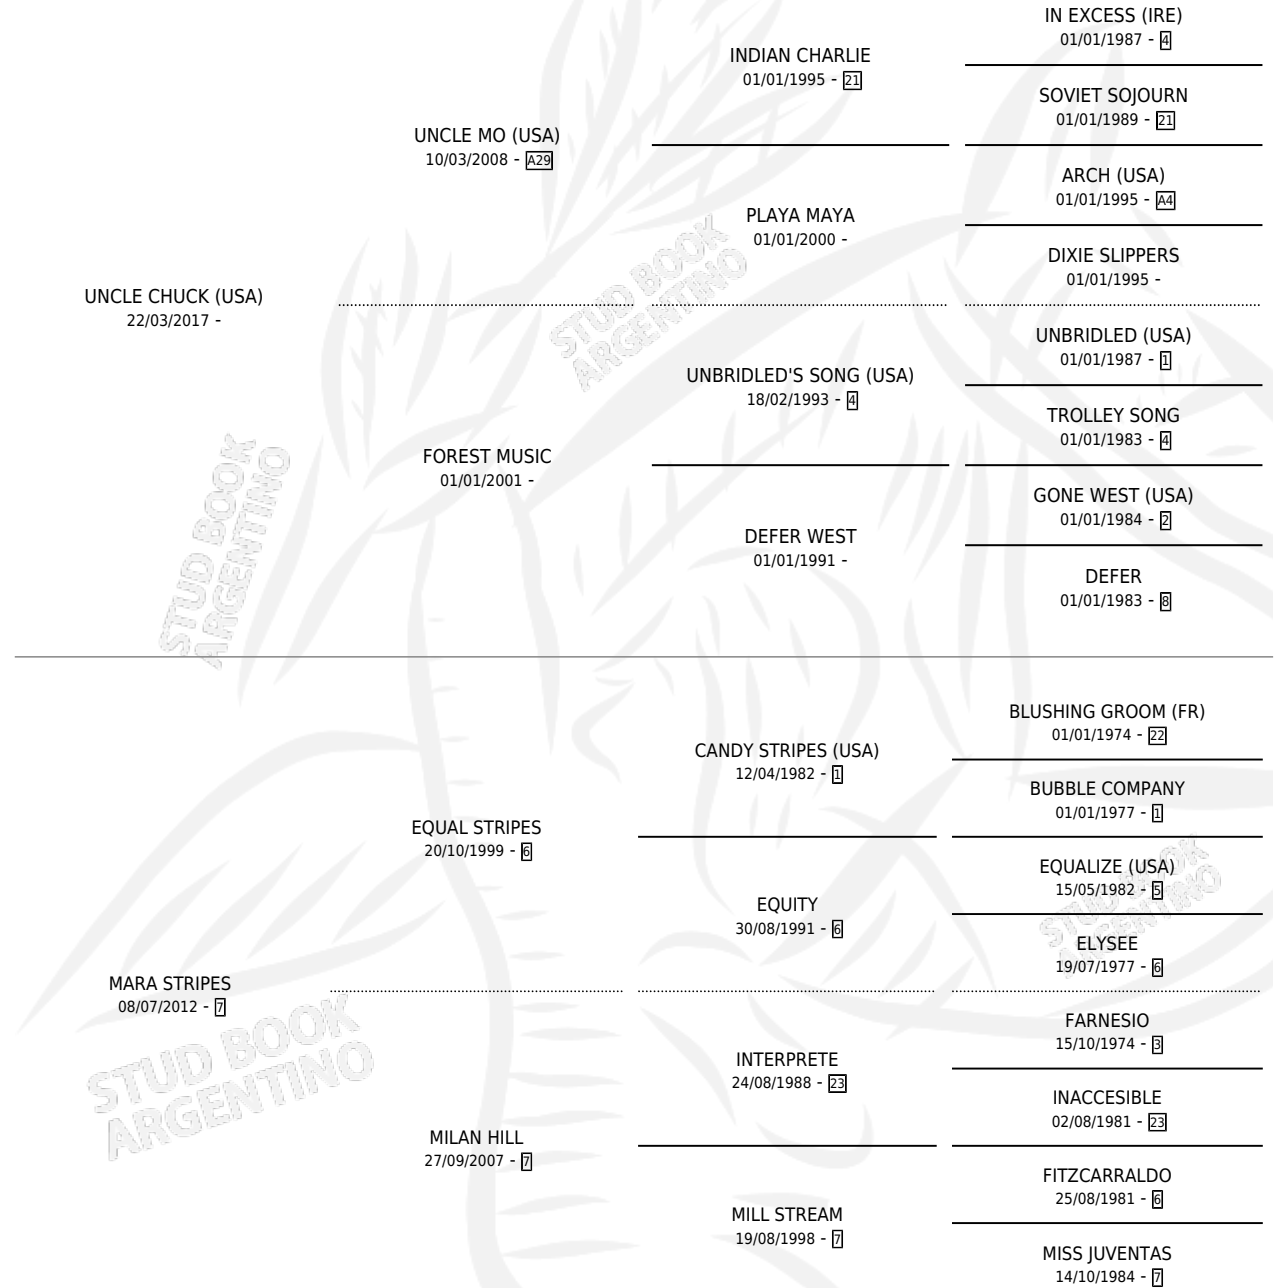 IN EXCESS (IRE)
01/01/1987 - 4
INDIAN CHARLIE
01/01/1995 - 21
SOVIET SOJOURN
01/01/1989 - 21
UNCLE MO (USA)
10/03/2008 - A29
ARCH (USA)
01/01/1995 - A4
PLAYA MAYA
01/01/2000 -
DIXIE SLIPPERS
01/01/1995 -
STUD BOOK
ARGENTINO
UNCLE CHUCK (USA)
22/03/2017 -
UNBRIDLED (USA)
01/01/1987 - 1
UNBRIDLED'S SONG (USA)
18/02/1993 - 4
TROLLEY SONG
01/01/1983 - 4
FOREST MUSIC
01/01/2001 -
GONE WEST (USA)
01/01/1984 - 2
DEFER WEST
01/01/1991 -
DEFER
01/01/1983 - 8
STUD BOOK
ARGENTINO
BLUSHING GROOM (FR)
01/01/1974 - 22
CANDY STRIPES (USA)
12/04/1982 - 1
BUBBLE COMPANY
01/01/1977 - 1
EQUAL STRIPES
20/10/1999 - 6
EQUALIZE (USA)
15/05/1982 - 5
EQUITY
30/08/1991 - 6
ELYSEE
19/07/1977 - 6
STUD BOOK
ARGENTINO
MARA STRIPES
08/07/2012 - 7
FARNESIO
15/10/1974 - 3
INTERPRETE
24/08/1988 - 23
INACCESIBLE
02/08/1981 - 23
STUD BOOK
ARGENTINO
MILAN HILL
27/09/2007 - 7
FITZCARRALDO
25/08/1981 - 6
MILL STREAM
19/08/1998 - 7
MISS JUVENTAS
14/10/1984 - 7